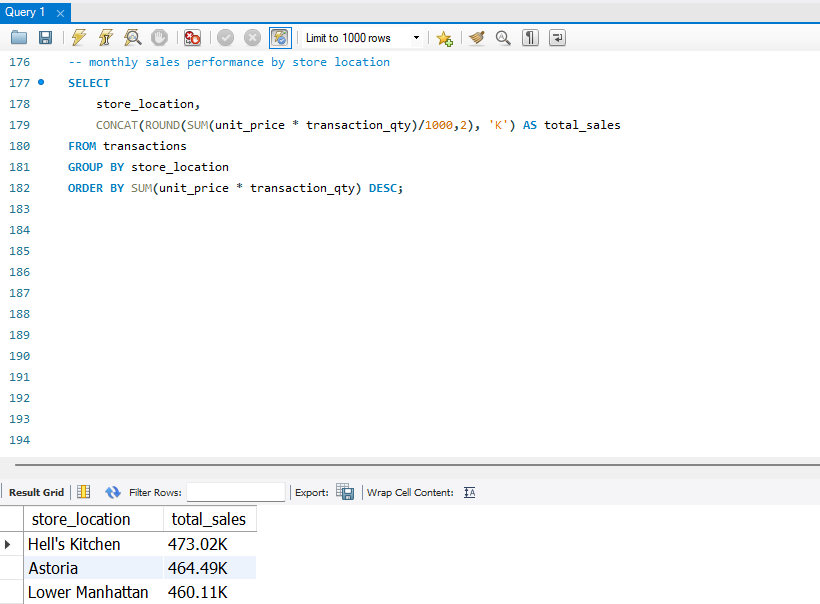 Query 1
Limit to 1000 rows
176 -- monthly sales performance by store location
177 SELECT
178 store_location,
179 CONCAT(ROUND(SUM(unit_price * transaction_qty)/1000,2), 'K') AS total_sales
180 FROM transactions
181 GROUP BY store_location
182 ORDER BY SUM(unit_price * transaction_qty) DESC;
183
184
185
186
187
188
189
190
191
192
193
194
Result Grid Filter Rows: Export: Wrap Cell Content: IA
store_location total_sales
Hell's Kitchen 473.02K
Astoria 464.49K
Lower Manhattan 460.11K